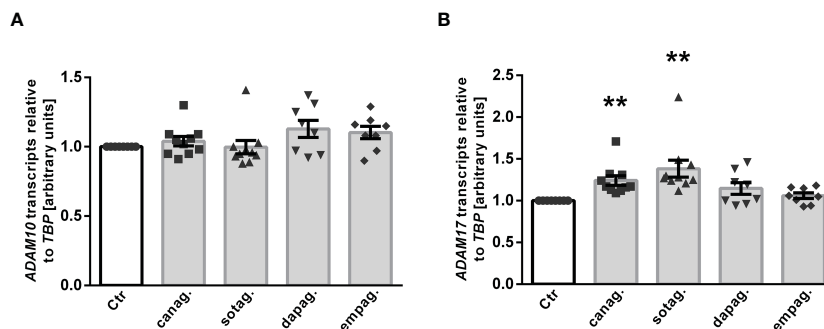 A
ADAM10 transcripts relative
to TBP [arbitrary units]
1.5
1.0
0.5
0.0
Ctr
canag.
sotag.
dapag.
empag.
B
ADAM17 transcripts relative
to TBP [arbitrary units]
2.5
2.0
1.5
1.0
0.5
0.0
**
**
Ctr
canag.
sotag.
dapag.
empag.